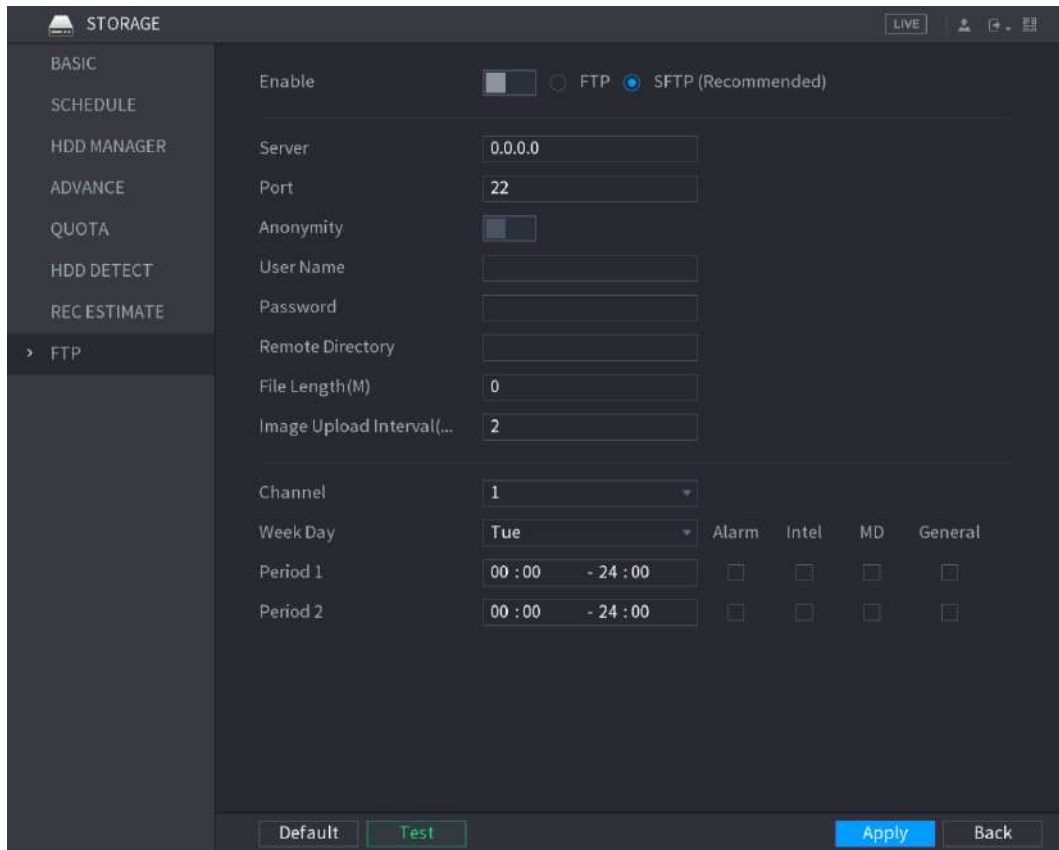 STORAGE LIVE
BASIC
SCHEDULE
HDD MANAGER
ADVANCE
QUOTA
HDD DETECT
REC ESTIMATE
FTP
Enable FTP SFTP (Recommended)
Server 0.0.0.0
Port 22
Anonymity
User Name
Password
Remote Directory
File Length(M) 0
Image Upload Interval(... 2
Channel 1
Week Day Tue Alarm Intel MD General
Period 1 00 : 00 - 24 : 00
Period 2 00 : 00 - 24 : 00
Default Test Apply Back